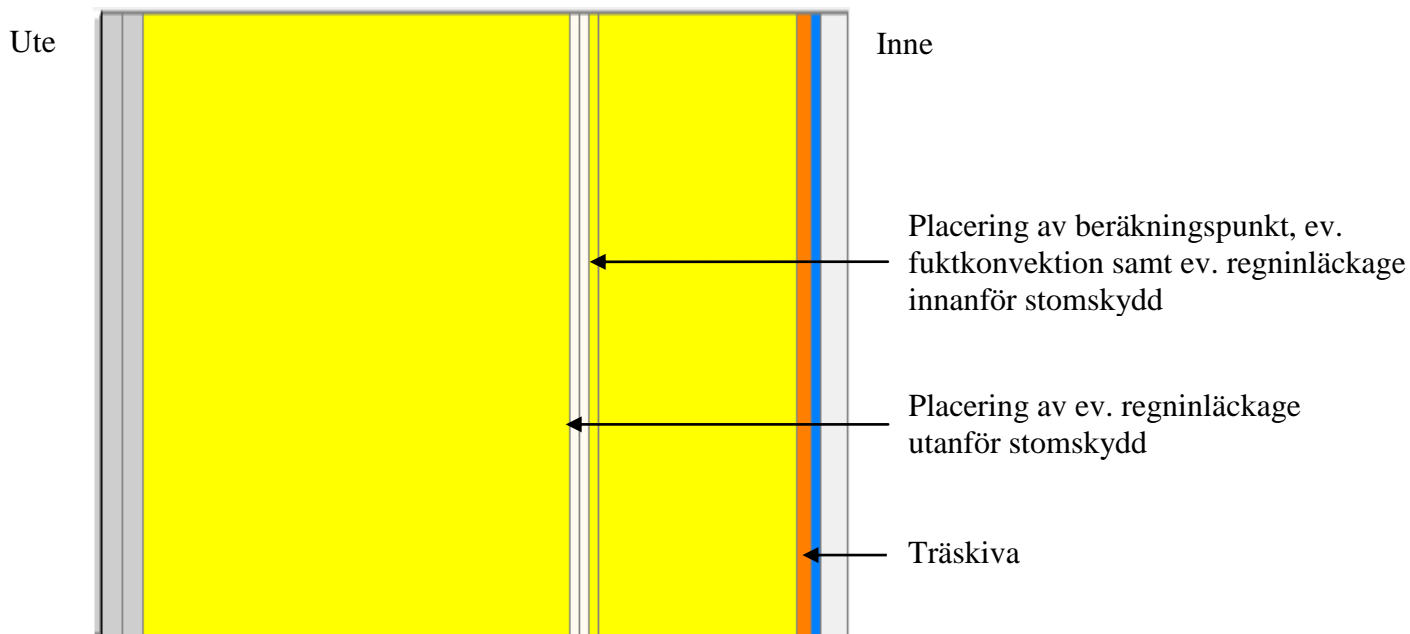 Ute
Inne
Placering av beräkningspunkt, ev.
fuktkonvektion samt ev. regninläckage
innanför stomskydd
Placering av ev. regninläckage
utanför stomskydd
Träskiva